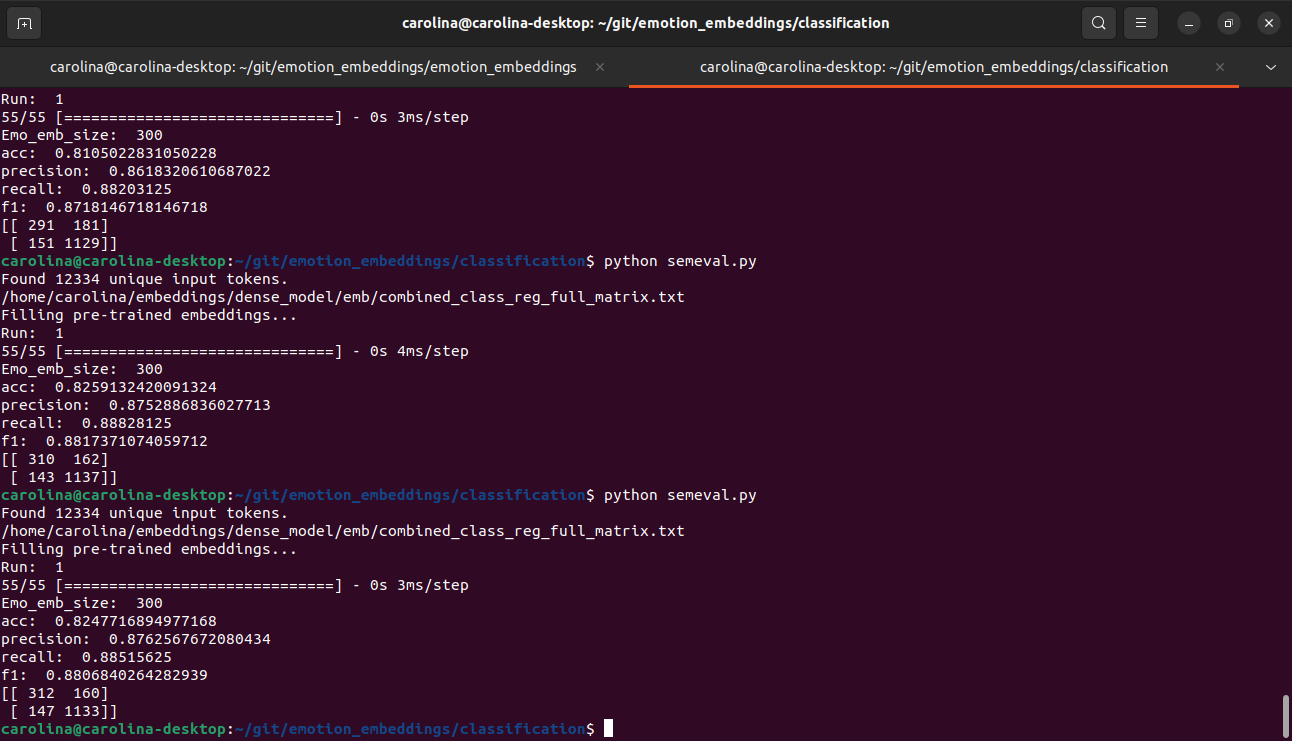 carolina@carolina-desktop: ~/git/emotion_embeddings/classification
carolina@carolina-desktop: ~/git/emotion_embeddings/emotion_embeddings
carolina@carolina-desktop: ~/git/emotion_embeddings/classification
Run:  1
55/55 [==============================] - 0s 3ms/step
Emo_emb_size:  300
acc:  0.8105022831050228
precision:  0.8618320610687022
recall:  0.88203125
f1:  0.8718146718146718
[[ 291  181]
 [ 151 1129]]
carolina@carolina-desktop:~/git/emotion_embeddings/classification$ python semeval.py
Found 12334 unique input tokens.
/home/carolina/embeddings/dense_model/emb/combined_class_reg_full_matrix.txt
Filling pre-trained embeddings...
Run:  1
55/55 [==============================] - 0s 4ms/step
Emo_emb_size:  300
acc:  0.8259132420091324
precision:  0.8752886836027713
recall:  0.88828125
f1:  0.8817371074059712
[[ 310  162]
 [ 143 1137]]
carolina@carolina-desktop:~/git/emotion_embeddings/classification$ python semeval.py
Found 12334 unique input tokens.
/home/carolina/embeddings/dense_model/emb/combined_class_reg_full_matrix.txt
Filling pre-trained embeddings...
Run:  1
55/55 [==============================] - 0s 3ms/step
Emo_emb_size:  300
acc:  0.8247716894977168
precision:  0.8762567672080434
recall:  0.88515625
f1:  0.8806840264282939
[[ 312  160]
 [ 147 1133]]
carolina@carolina-desktop:~/git/emotion_embeddings/classification$